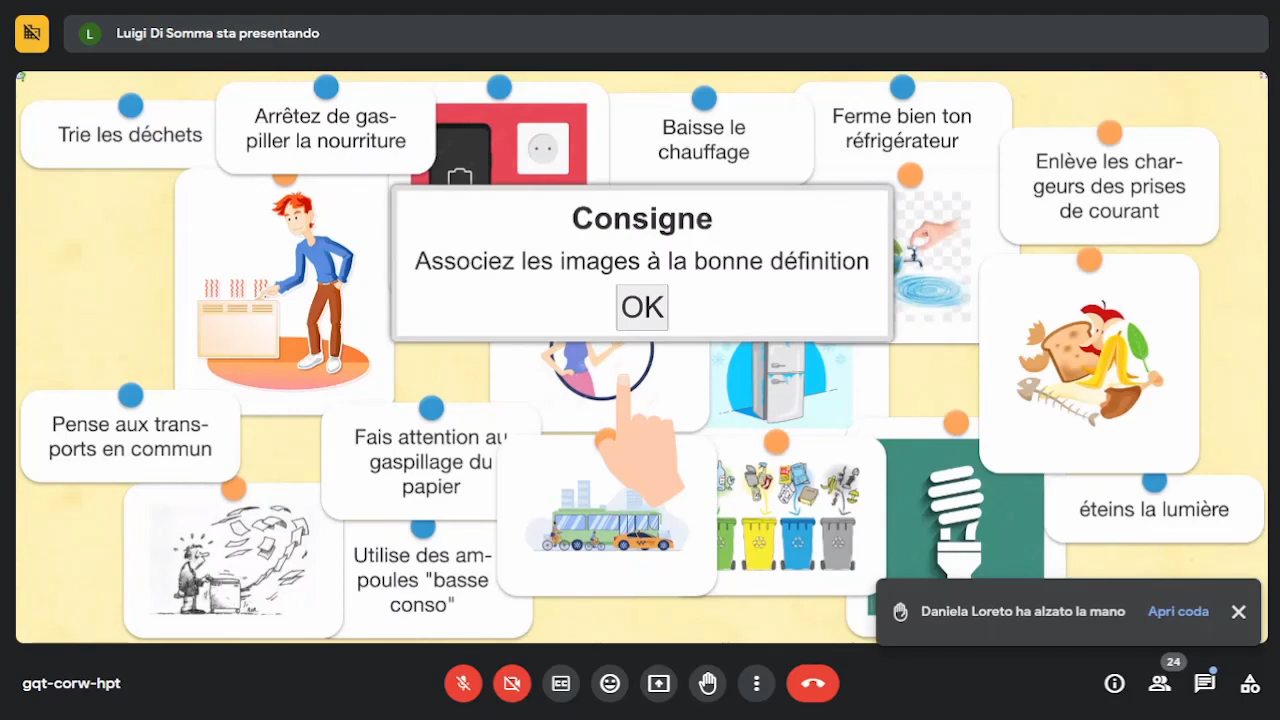 L
Luigi Di Somma sta presentando
Trie les déchets
Arrêtez de gas-
piller la nourriture
Baisse le
chauffage
Ferme bien ton
réfrigérateur
Enlève les char-
geurs des prises
de courant
Consigne
Associez les images à la bonne définition
OK
Pense aux trans-
ports en commun
Fais attention au
gaspillage du
papier
Utilise des am-
poules "basse
conso"
éteins la lumière
Daniela Loreto ha alzato la mano
Apri coda
gqt-corw-hpt
24